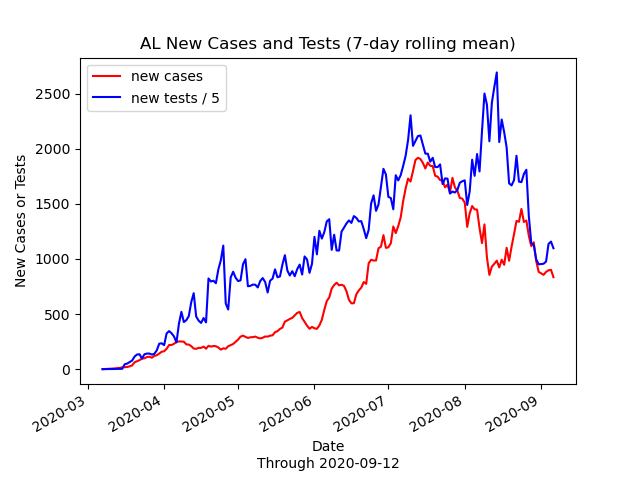 AL New Cases and Tests (7-day rolling mean)
new cases
new tests / 5
New Cases or Tests
2500
2000
1500
1000
500
0
2020-03
2020-04
2020-05
2020-06
2020-07
2020-08
2020-09
Date
Through 2020-09-12